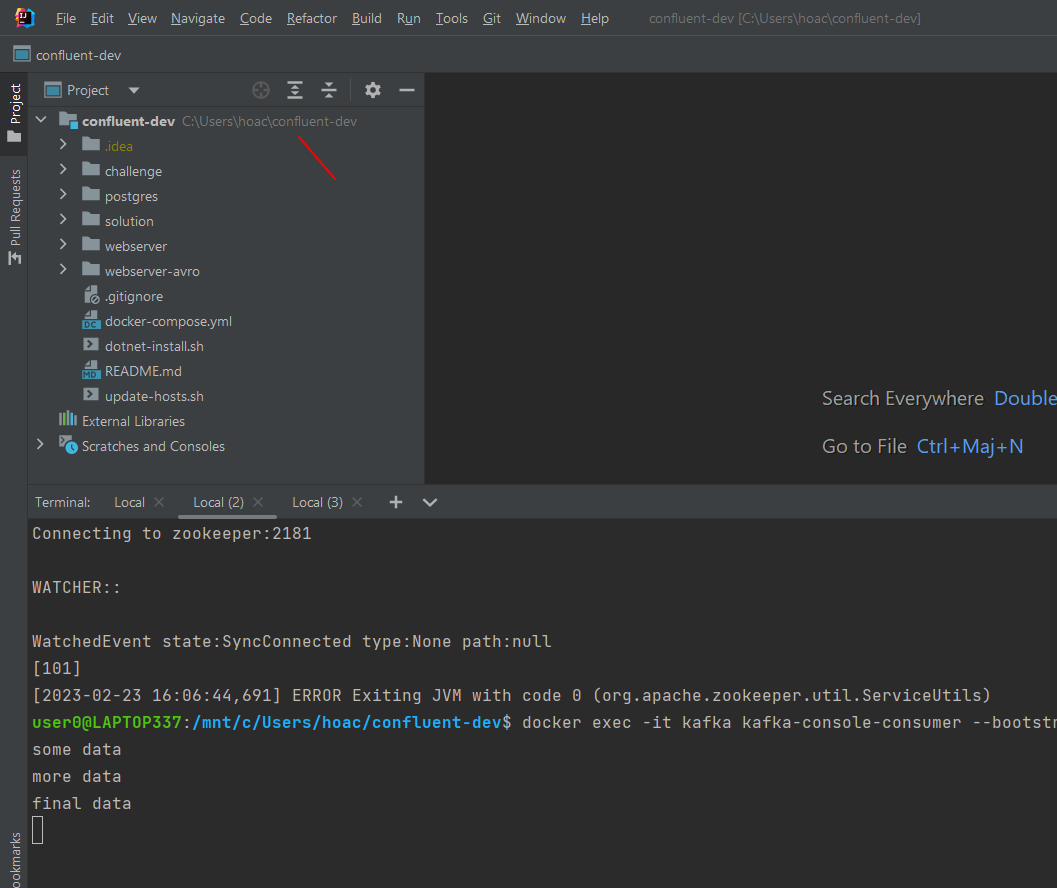 File Edit View Navigate Code Refactor Build Run Tools Git Window Help confluent-dev [C:\Users\hoac\confluent-dev]
confluent-dev
Project
Project
confluent-dev C:\Users\hoac\confluent-dev
.idea
challenge
postgres
solution
webserver
webserver-avro
.gitignore
docker-compose.yml
dotnet-install.sh
README.md
update-hosts.sh
External Libraries
Scratches and Consoles
Pull Requests
Search Everywhere Double
Go to File Ctrl+Maj+N
Terminal: Local Local (2) Local (3)
Connecting to zookeeper:2181
WATCHER::
WatchedEvent state:SyncConnected type:None path:null
[101]
[2023-02-23 16:06:44,691] ERROR Exiting JVM with code 0 (org.apache.zookeeper.util.ServiceUtils)
user0@LAPTOP337:/mnt/c/Users/hoac/confluent-dev$ docker exec -it kafka kafka-console-consumer --bootstr
some data
more data
final data
ookmarks